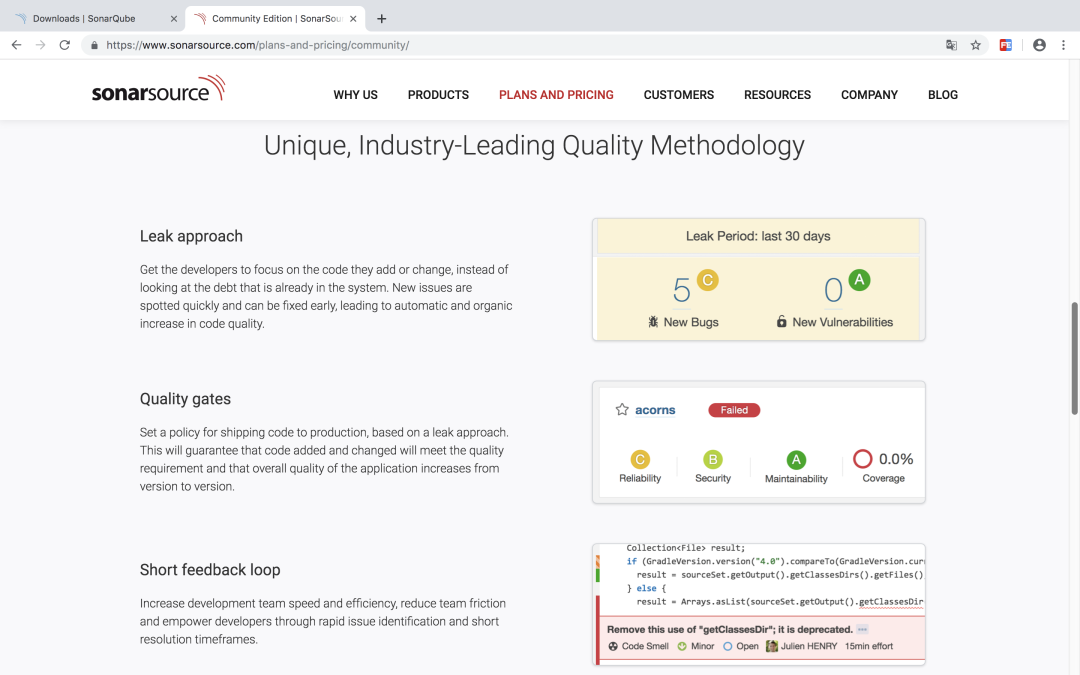 Downloads | SonarQube
Community Edition | SonarSou
https://www.sonarsource.com/plans-and-pricing/community/
FE
sonarsource
WHY US
PRODUCTS
PLANS AND PRICING
CUSTOMERS
RESOURCES
COMPANY
BLOG
Unique, Industry-Leading Quality Methodology
Leak approach
Get the developers to focus on the code they add or change, instead of
looking at the debt that is already in the system. New issues are
spotted quickly and can be fixed early, leading to automatic and organic
increase in code quality.
Leak Period: last 30 days
5 C
0 A
New Bugs
New Vulnerabilities
Quality gates
Set a policy for shipping code to production, based on a leak approach.
This will guarantee that code added and changed will meet the quality
requirement and that overall quality of the application increases from
version to version.
acorns
Failed
C
B
A
0.0%
Reliability
Security
Maintainability
Coverage
Short feedback loop
Increase development team speed and efficiency, reduce team friction
and empower developers through rapid issue identification and short
resolution timeframes.
Collection<File> result;
if (GradleVersion.version("4.0").compareTo(GradleVersion.curr
result = sourceSet.getOutput().getClassesDirs().getFiles()
} else {
result = Arrays.asList(sourceSet.getOutput().getClassesDir
Remove this use of "getClassesDir"; it is deprecated.
Code Smell Minor Open Julien HENRY 15min effort